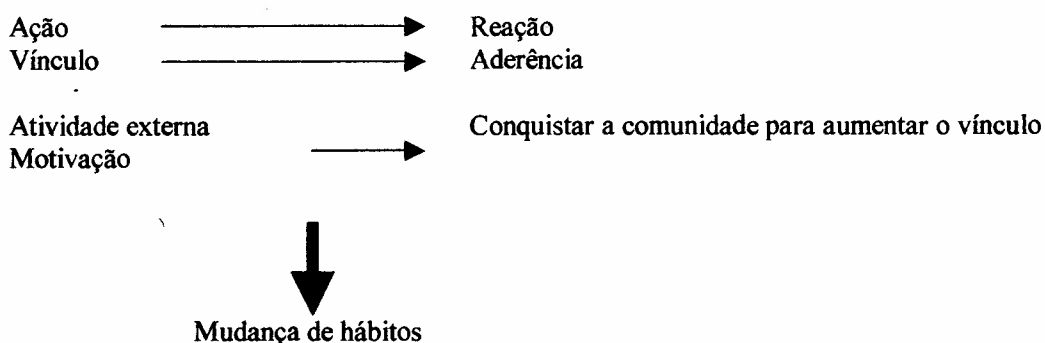 Ação Reação
Vínculo Aderência
Atividade externa Conquistar a comunidade para aumentar o vínculo
Motivação
Mudança de hábitos